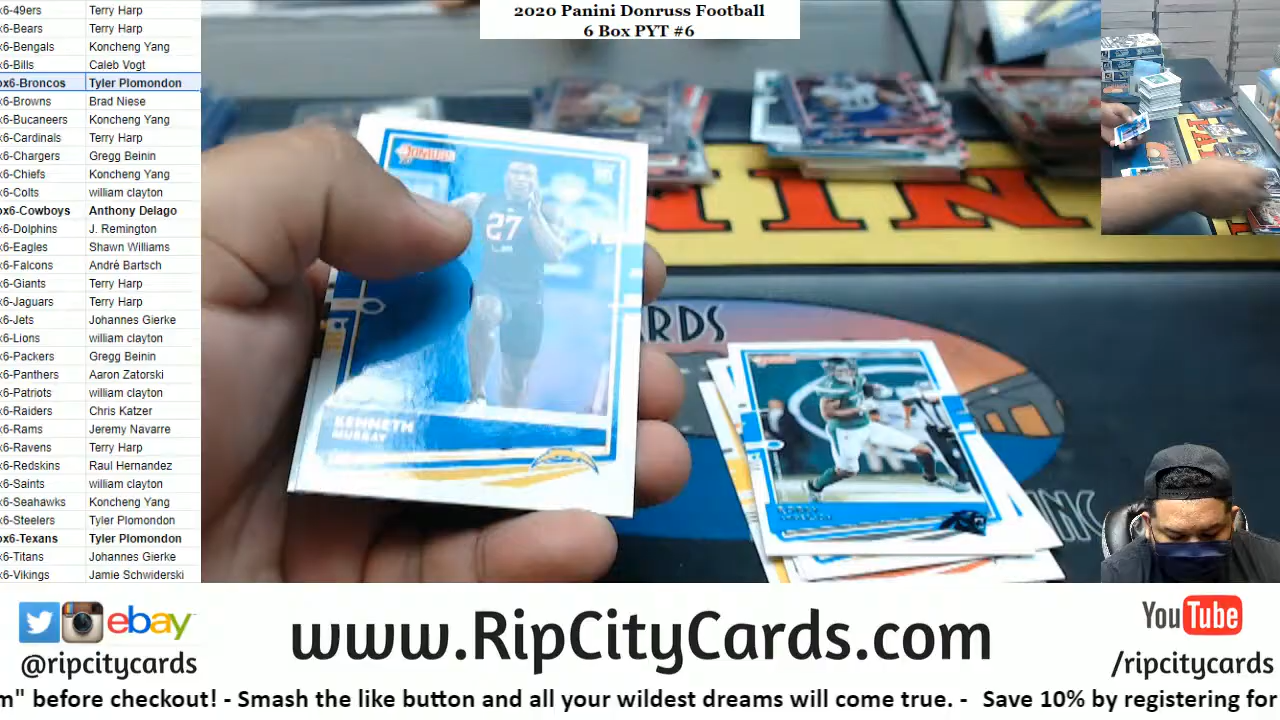 x6-49ers Terry Harp
x6-Bears Terry Harp
x6-Bengals Koncheng Yang
x6-Bills Caleb Vogt
ox6-Broncos Tyler Plomondon
x6-Browns Brad Niese
x6-Bucaneers Koncheng Yang
x6-Cardinals Terry Harp
x6-Chargers Gregg Beinin
x6-Chiefs Koncheng Yang
x6-Colts william clayton
ox6-Cowboys Anthony Delago
x6-Dolphins J. Remington
x6-Eagles Shawn Williams
x6-Falcons André Bartsch
x6-Giants Terry Harp
x6-Jaguars Terry Harp
x6-Jets Johannes Gierke
x6-Lions william clayton
x6-Packers Gregg Beinin
x6-Panthers Aaron Zatorski
x6-Patriots william clayton
x6-Raiders Chris Katzer
x6-Rams Jeremy Navarre
x6-Ravens Terry Harp
x6-Redskins Raul Hernandez
x6-Saints william clayton
x6-Seahawks Koncheng Yang
x6-Steelers Tyler Plomondon
ox6-Texans Tyler Plomondon
x6-Titans Johannes Gierke
x6-Vikings Jamie Schwiderski
2020 Panini Donruss Football
6 Box PYT #6
DONRUSS
27
KENNETH
MURRAY
ININ
ARDS
INC
ebay
@ripcitycards
www.RipCityCards.com
YouTube
/ripcitycards
m" before checkout! - Smash the like button and all your wildest dreams will come true. - Save 10% by registering for